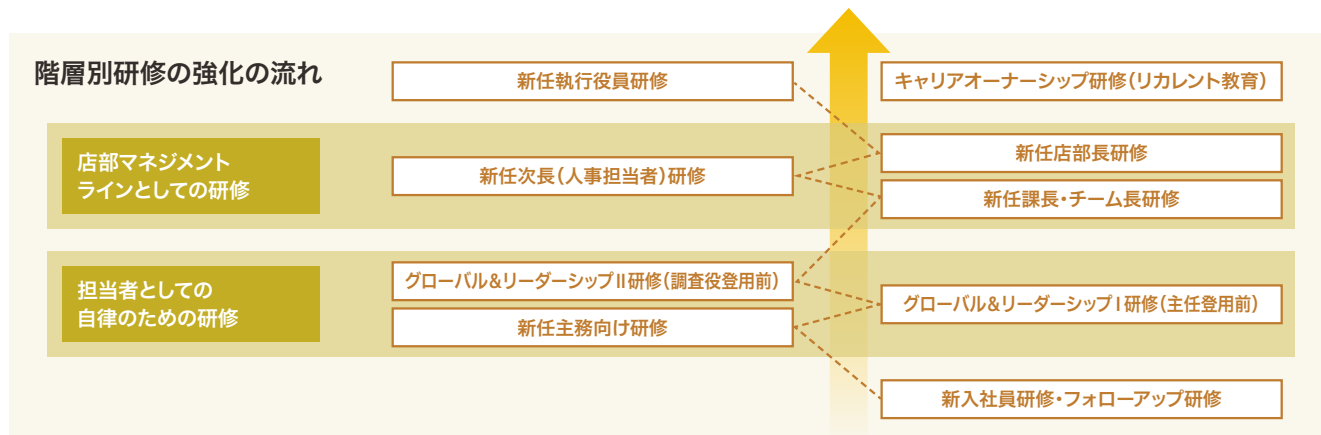 階層別研修の強化の流れ
新任執行役員研修
キャリアオーナーシップ研修(リカレント教育)
店部マネジメント
ラインとしての研修
新任次長(人事担当者)研修
新任店部長研修
新任課長・チーム長研修
担当者としての
自律のための研修
グローバル&リーダーシップⅡ研修(調査役登用前)
新任主務向け研修
グローバル&リーダーシップⅠ研修(主任登用前)
新入社員研修・フォローアップ研修